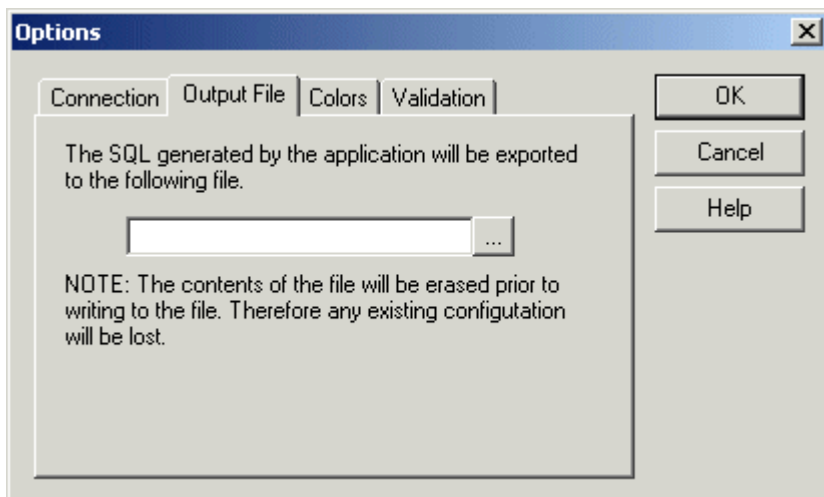 Options
Connection Output File Colors Validation
OK
The SQL generated by the application will be exported
to the following file.
Cancel
Help
...
NOTE: The contents of the file will be erased prior to
writing to the file. Therefore any existing configutation
will be lost.